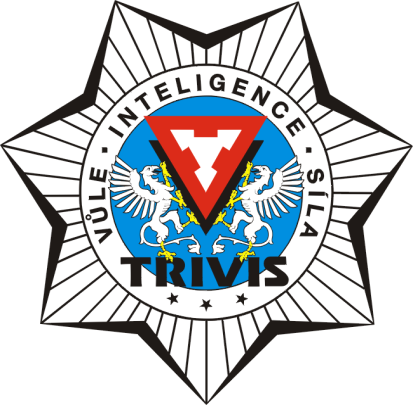 VŮLE · INTELIGENCE · SÍLA
TRIVIS